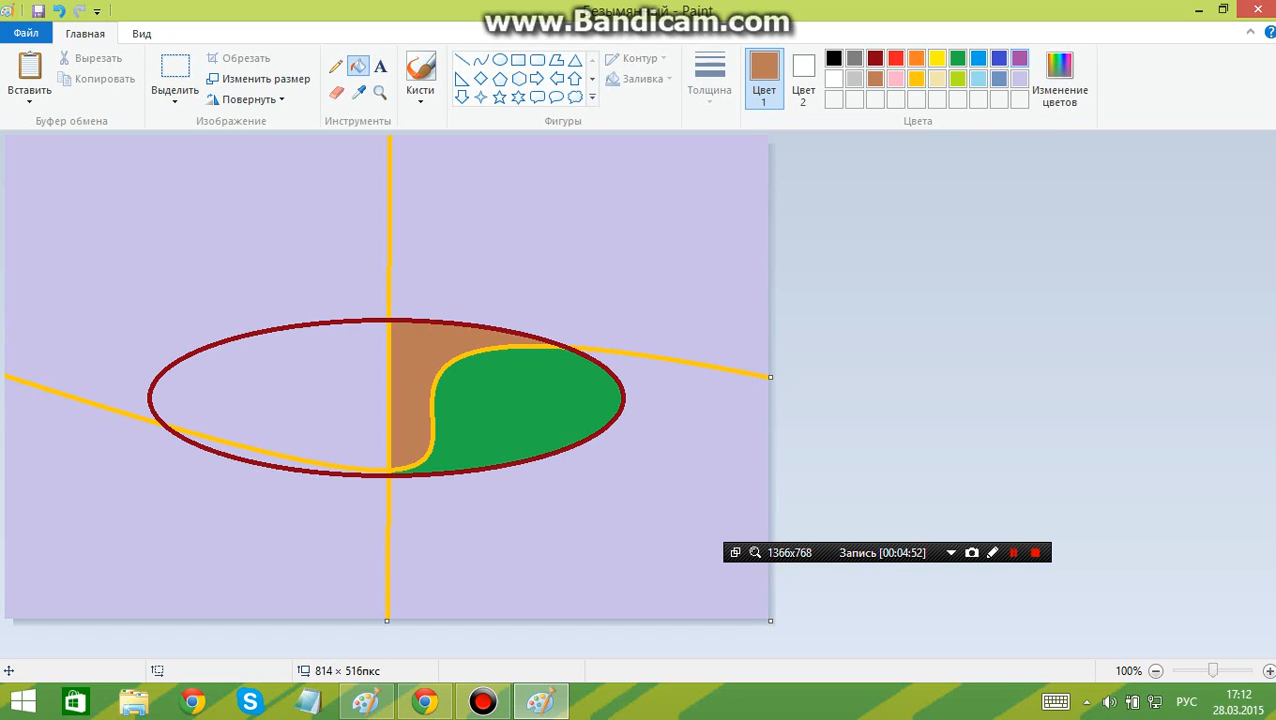 Безымянный - Paint
www.Bandicam.com
Файл
Главная
Вид
Вставить
Вырезать
Копировать
Буфер обмена
Выделить
Обрезать
Изменить размер
Повернуть
Изображение
Инструменты
Кисти
Фигуры
Контур
Заливка
Толщина
Цвет 1
Цвет 2
Изменение цветов
Цвета
1366x768
Запись [00:04:52]
814 × 516пкс
100%
РУС
17:12
28.03.2015